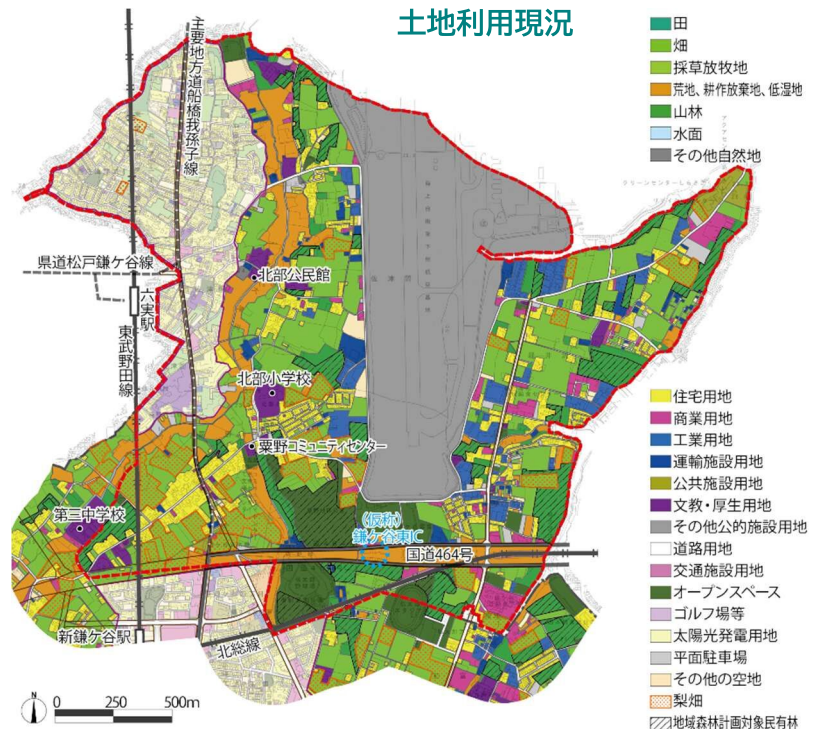 土地利用現況
主要地方道船橋我孫子線
県道松戸鎌ケ谷線
六実駅
東武野田線
北部公民館
北部小学校
粟野コミュニティセンター
第三中学校
(仮称)
鎌ケ谷東IC
国道464号
新鎌ケ谷駅
北総線
N
0 250 500m
田
畑
採草放牧地
荒地、耕作放棄地、低湿地
山林
水面
その他自然地
住宅用地
商業用地
工業用地
運輸施設用地
公共施設用地
文教・厚生用地
その他公的施設用地
道路用地
交通施設用地
オープンスペース
ゴルフ場等
太陽光発電用地
平面駐車場
その他の空地
梨畑
地域森林計画対象民有林